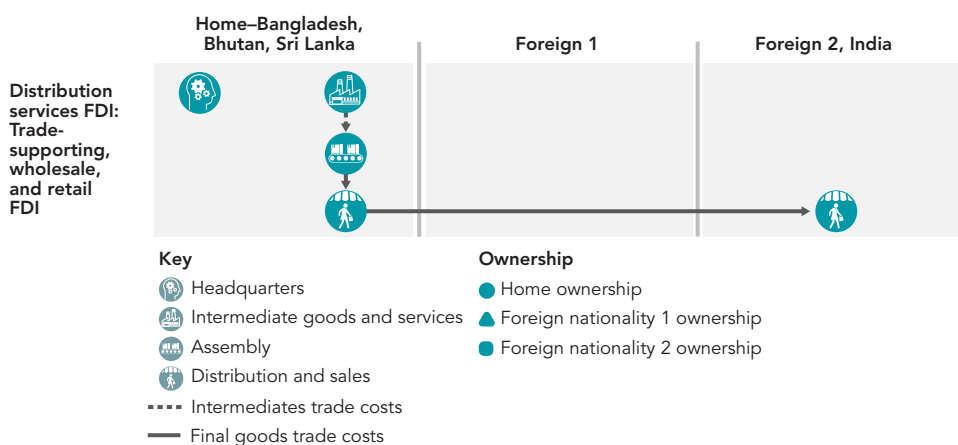 Home–Bangladesh,
Bhutan, Sri Lanka
Foreign 1
Foreign 2, India
Distribution
services FDI:
Trade-
supporting,
wholesale,
and retail
FDI
Key
Headquarters
Intermediate goods and services
Assembly
Distribution and sales
Intermediates trade costs
Final goods trade costs
Ownership
Home ownership
Foreign nationality 1 ownership
Foreign nationality 2 ownership